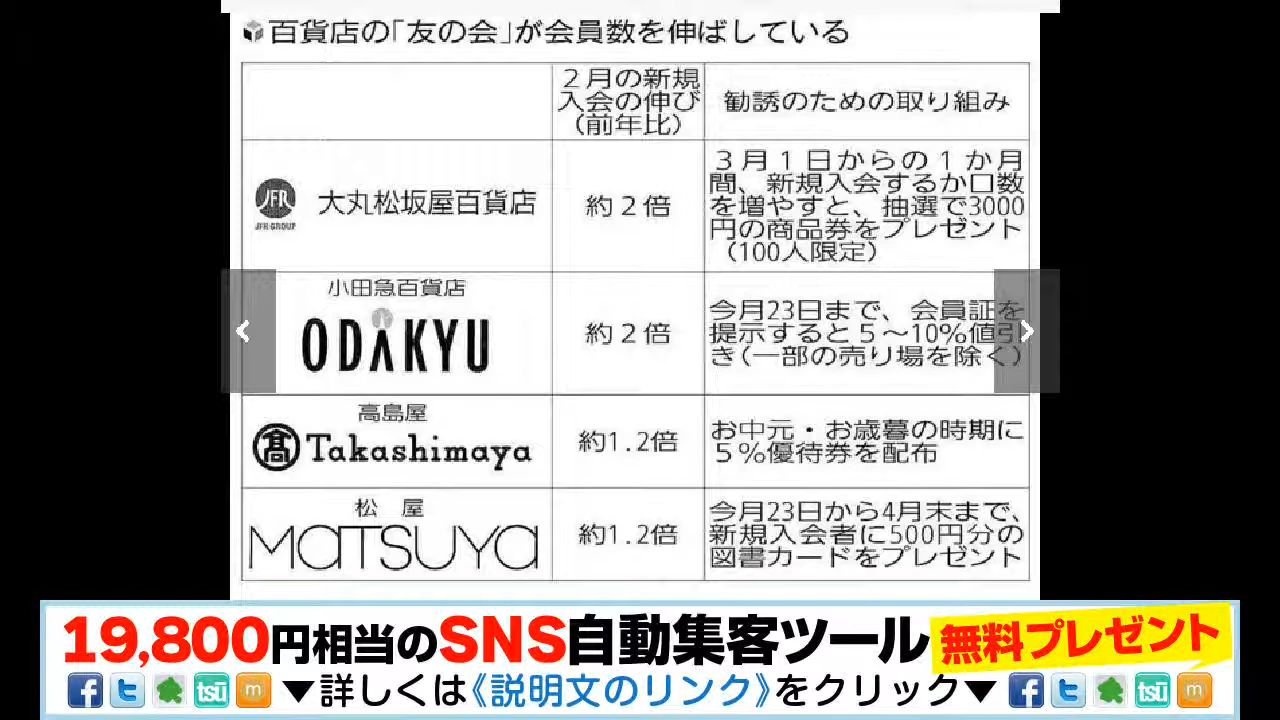 百貨店の「友の会」が会員数を伸ばしている
２月の新規
入会の伸び
（前年比）
勧誘のための取り組み
JFR
JFR GROUP
大丸松坂屋百貨店
約２倍
３月１日からの１か月
間、新規入会するか口数
を増やすと、抽選で3000
円の商品券をプレゼント
（100人限定）
小田急百貨店
ODAKYU
約２倍
今月23日まで、会員証を
提示すると５～10％値引
き（一部の売り場を除く）
高島屋
髙 Takashimaya
約1.2倍
お中元・お歳暮の時期に
５％優待券を配布
松屋
MATSUYA
約1.2倍
今月23日から4月末まで、
新規入会者に500円分の
図書カードをプレゼント
19,800円相当のSNS自動集客ツール無料プレゼント
f t tsū m ▼詳しくは《説明文のリンク》をクリック▼ f t tsū m